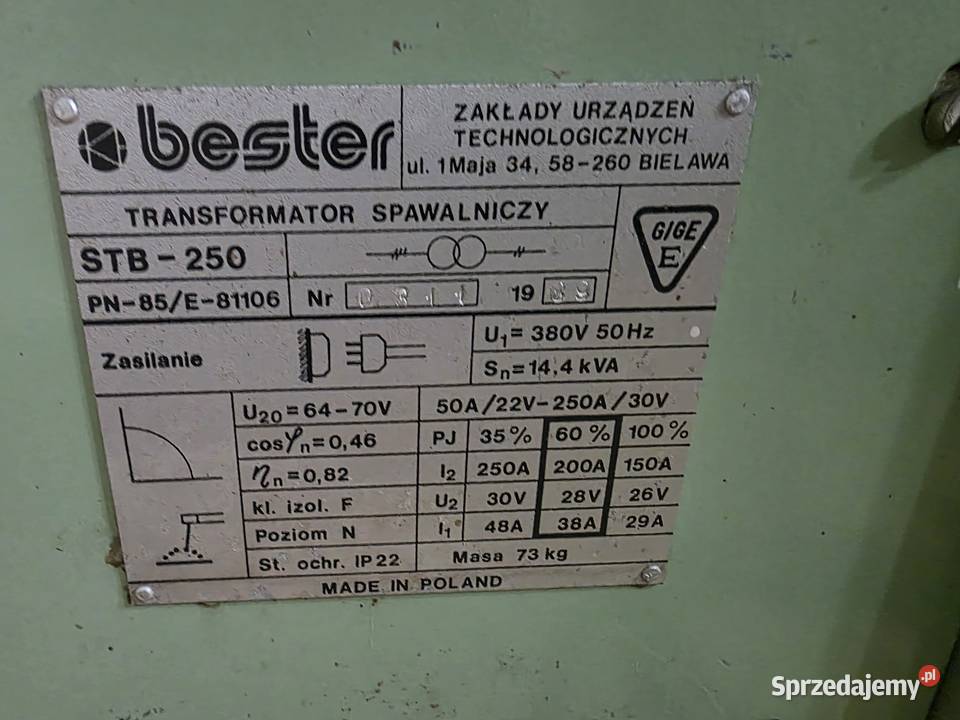 bester
ZAKŁADY URZĄDZEŃ
TECHNOLOGICZNYCH
ul. 1 Maja 34, 58-260 BIELAWA
TRANSFORMATOR SPAWALNICZY
STB-250
G/GE
E
PN-85/E-81106
Nr
19
Zasilanie
U₁=380V 50Hz
Sₙ=14,4 kVA
U₂₀=64-70V
50A/22V-250A/30V
cosφₙ=0,46
PJ 35% 60% 100%
ηₙ=0,82
I₂ 250A 200A 150A
kl. izol. F
U₂ 30V 28V 26V
Poziom N
I₁ 48A 38A 29A
St. ochr. IP22
Masa 73 kg
MADE IN POLAND
Sprzedajemy.pl